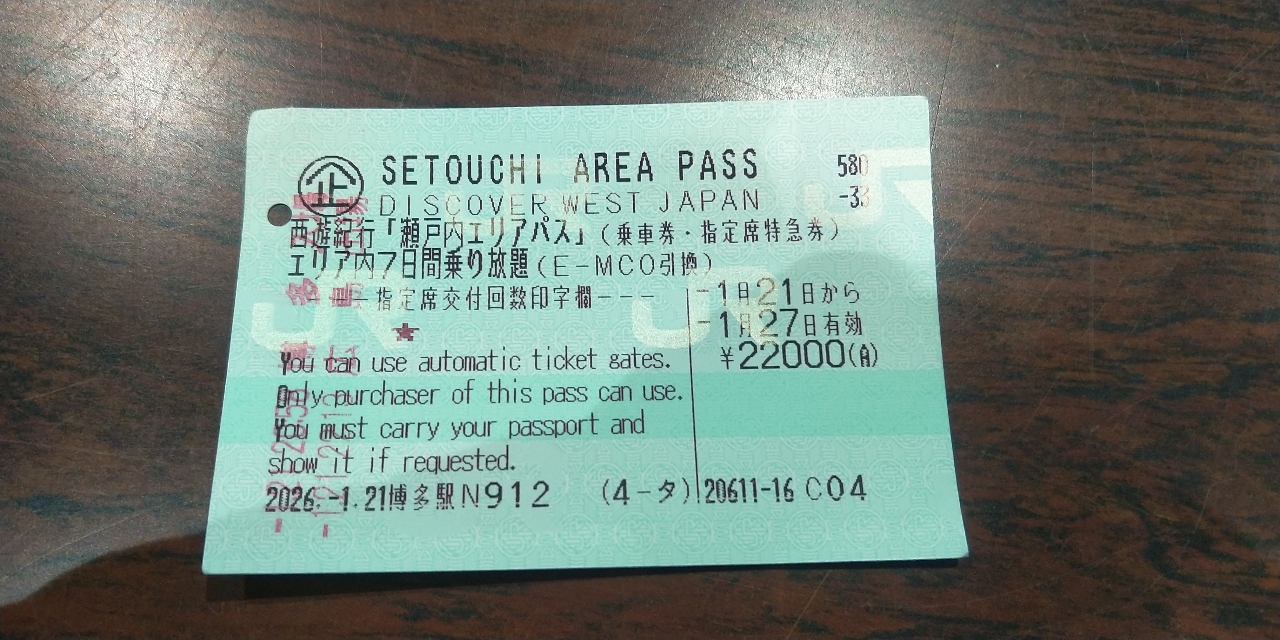 企 SETOUCHI AREA PASS 580
DISCOVER WEST JAPAN -33
西遊紀行「瀬戸内エリアパス」(乗車券・指定席特急券)
エリア内7日間乗り放題(E-MCO引換)
指定席交付回数印字欄---
-1月21日から
★
-1月27日有効
You can use automatic ticket gates.
¥22000(自)
Only purchaser of this pass can use.
You must carry your passport and
show it if requested.
2026.-1.21博多駅N912 (4-タ) 20611-16 C04
JR
JR
JR